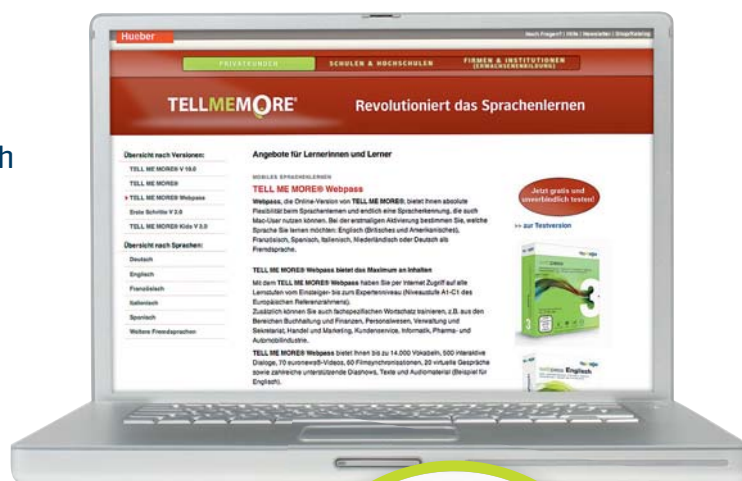 h
Hueber
Noch Fragen? | Hilfe | Newsletter | Shop/Katalog
PRIVATKUNDEN
SCHULEN & HOCHSCHULEN
FIRMEN & INSTITUTIONEN
(ERWACHSENENBILDUNG)
TELLMEMORE®
Revolutioniert das Sprachenlernen
Übersicht nach Versionen:
TELL ME MORE® V 10.0
TELL ME MORE®
TELL ME MORE® Webpass
Erste Schritte V 2.0
TELL ME MORE® Kids V 2.0
Übersicht nach Sprachen:
Deutsch
Englisch
Französisch
Italienisch
Spanisch
Weitere Fremdsprachen
Angebote für Lernerinnen und Lerner
MOBILES SPRACHENLERNEN
TELL ME MORE® Webpass
Webpass, die Online-Version von TELL ME MORE®, bietet Ihnen absolute
Flexibilität beim Sprachenlernen und endlich eine Spracherkennung, die auch
Mac-User nutzen können. Bei der erstmaligen Aktivierung bestimmen Sie, welche
Sprache Sie lernen möchten: Englisch (Britisches und Amerikanisches),
Französisch, Spanisch, Italienisch, Niederländisch oder Deutsch als
Fremdsprache.
TELL ME MORE® Webpass bietet das Maximum an Inhalten
Mit dem TELL ME MORE® Webpass haben Sie per Internet Zugriff auf alle
Lernstufen vom Einsteiger- bis zum Expertenniveau (Niveaustufe A1-C1 des
Europäischen Referenzrahmens).
Zusätzlich können Sie auch fachspezifischen Wortschatz trainieren, z.B. aus den
Bereichen Buchhaltung und Finanzen, Personalwesen, Verwaltung und
Sekretariat, Handel und Marketing, Kundenservice, Informatik, Pharma- und
Automobilindustrie.
TELL ME MORE® Webpass bietet Ihnen bis zu 14.000 Vokabeln, 500 interaktive
Dialoge, 70 euronews®-Videos, 60 Filmsynchronisationen, 20 virtuelle Gespräche
sowie zahlreiche unterstützende Diashows, Texte und Audiomaterial (Beispiel für
Englisch).
Jetzt gratis und
unverbindlich testen!
>> zur Testversion
3
3
Englisch